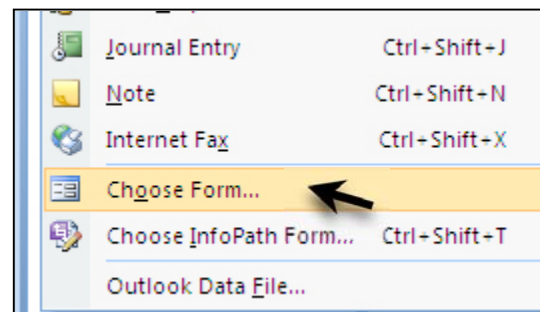 Journal Entry Ctrl+Shift+J
Note Ctrl+Shift+N
Internet Fax Ctrl+Shift+X
Choose Form...
Choose InfoPath Form... Ctrl+Shift+T
Outlook Data File...